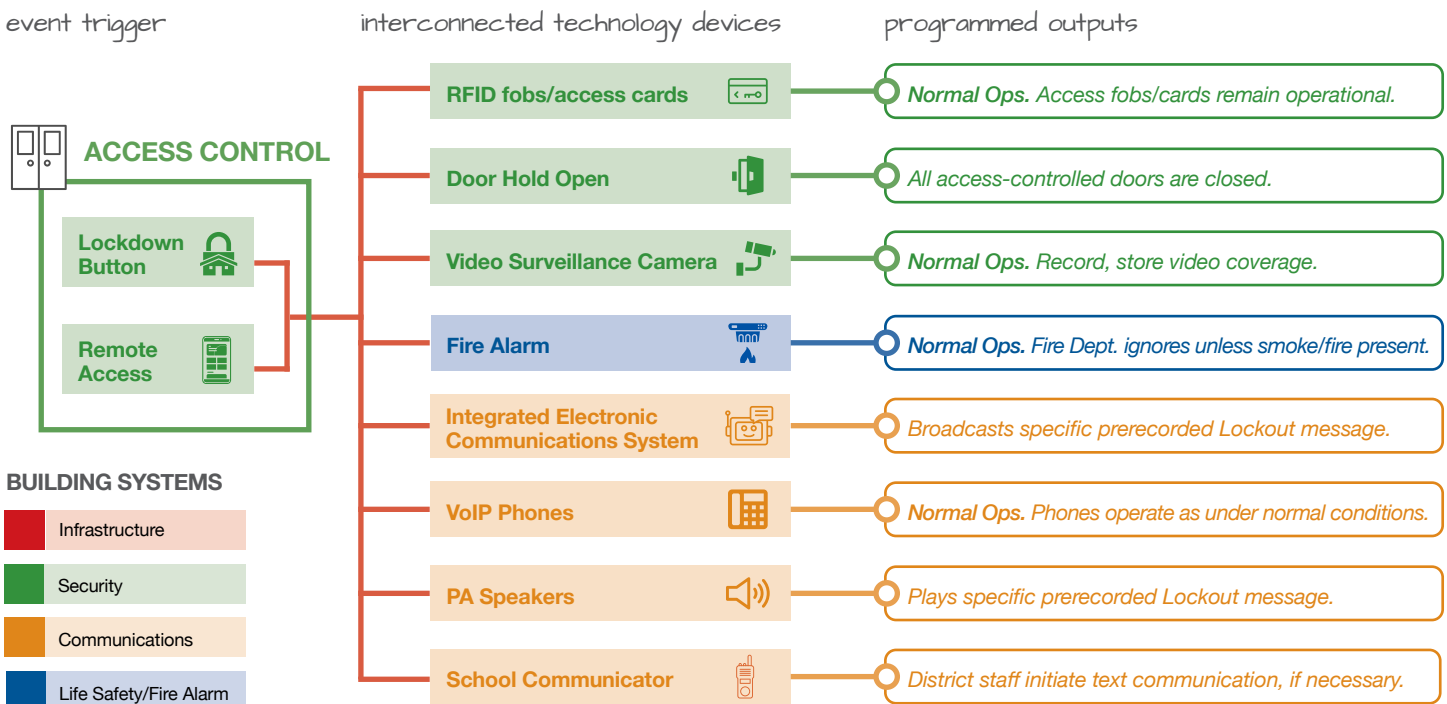 event trigger
interconnected technology devices
programmed outputs
ACCESS CONTROL
Lockdown
Button
Remote
Access
RFID fobs/access cards
Normal Ops. Access fobs/cards remain operational.
Door Hold Open
All access-controlled doors are closed.
Video Surveillance Camera
Normal Ops. Record, store video coverage.
Fire Alarm
Normal Ops. Fire Dept. ignores unless smoke/fire present.
Integrated Electronic
Communications System
Broadcasts specific prerecorded Lockout message.
VoIP Phones
Normal Ops. Phones operate as under normal conditions.
PA Speakers
Plays specific prerecorded Lockout message.
School Communicator
District staff initiate text communication, if necessary.
BUILDING SYSTEMS
Infrastructure
Security
Communications
Life Safety/Fire Alarm